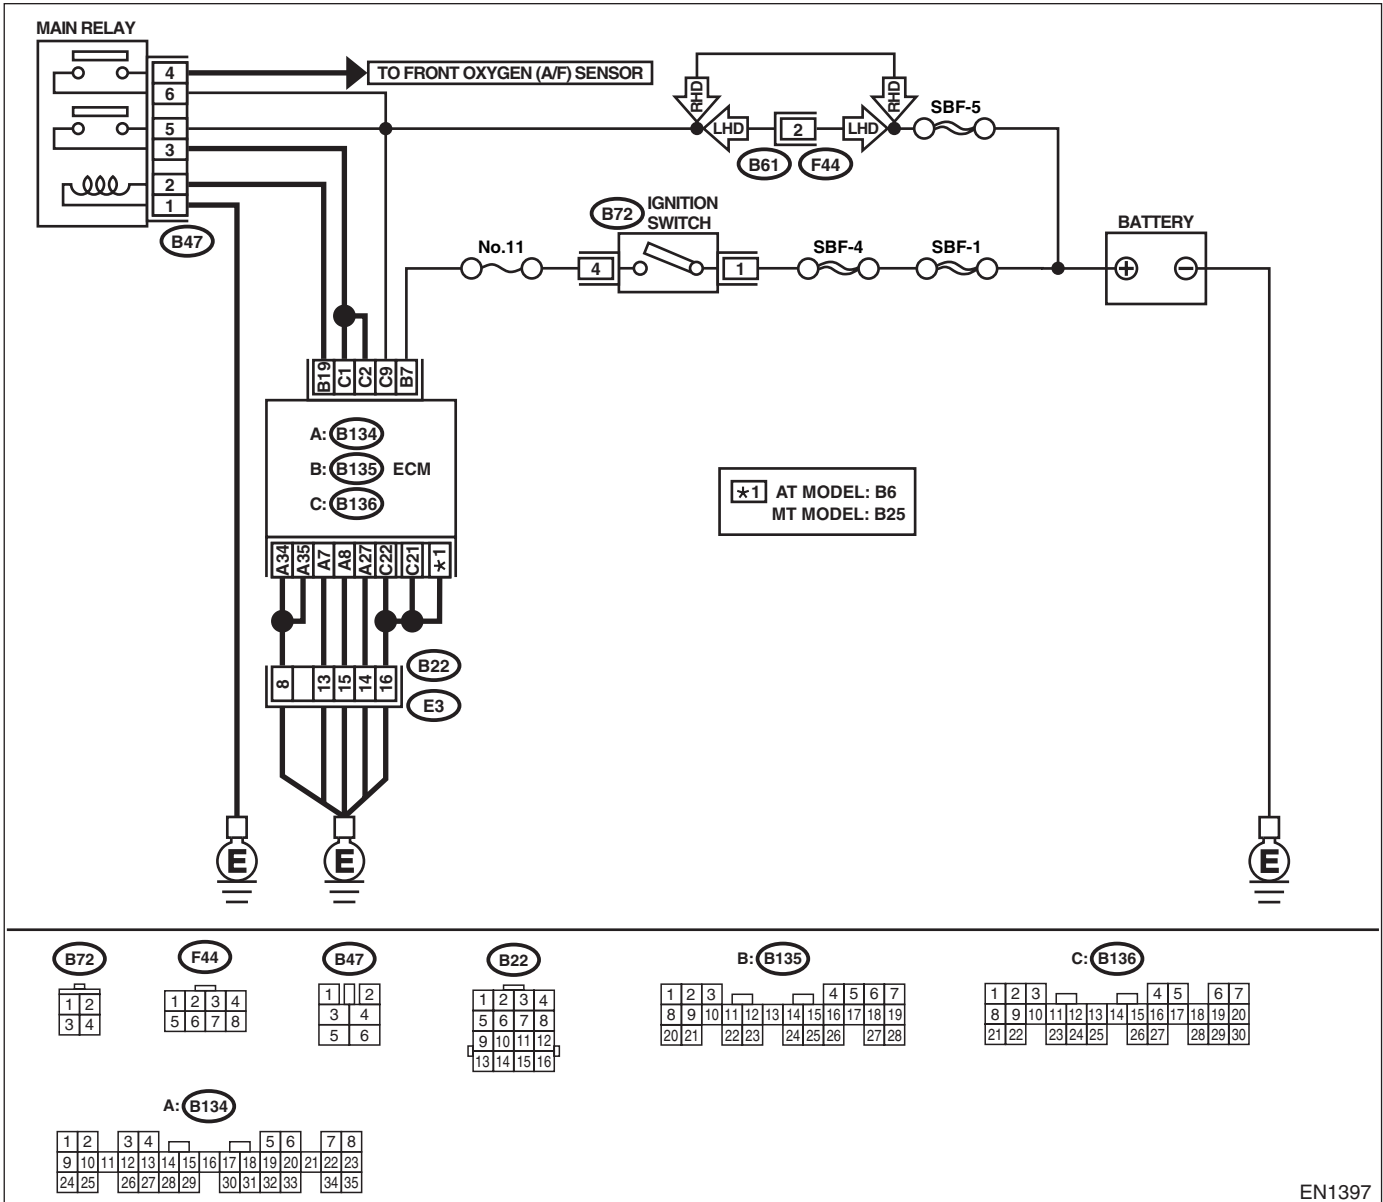 MAIN RELAY
4
6
5
3
2
1
B47
TO FRONT OXYGEN (A/F) SENSOR
RHD
RHD
LHD
2
LHD
B61
F44
SBF-5
B72
IGNITION
SWITCH
No.11
4
1
SBF-4
SBF-1
BATTERY
+
−
B19 C1 C2 C9 B7
A: B134
B: B135 ECM
C: B136
*1 AT MODEL: B6
MT MODEL: B25
A34 A35 A7 A8 A27 C22 C21 *1
8 13 15 14 16
B22
E3
E
E
E
B72
1 2
3 4
F44
1 2 3 4
5 6 7 8
B47
1 2
3 4
5 6
B22
1 2 3 4
5 6 7 8
9 10 11 12
13 14 15 16
B: B135
1 2 3 4 5 6 7
8 9 10 11 12 13 14 15 16 17 18 19
20 21 22 23 24 25 26 27 28
C: B136
1 2 3 4 5 6 7
8 9 10 11 12 13 14 15 16 17 18 19 20
21 22 23 24 25 26 27 28 29 30
A: B134
1 2 3 4 5 6 7 8
9 10 11 12 13 14 15 16 17 18 19 20 21 22 23
24 25 26 27 28 29 30 31 32 33 34 35
EN1397